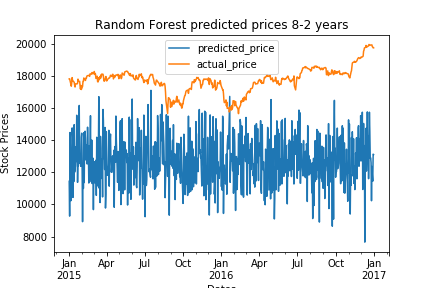 Random Forest predicted prices 8-2 years
predicted_price
actual_price
Stock Prices
20000
18000
16000
14000
12000
10000
8000
Jan Apr Jul Oct Jan Apr Jul Oct Jan
2015 2016 2017